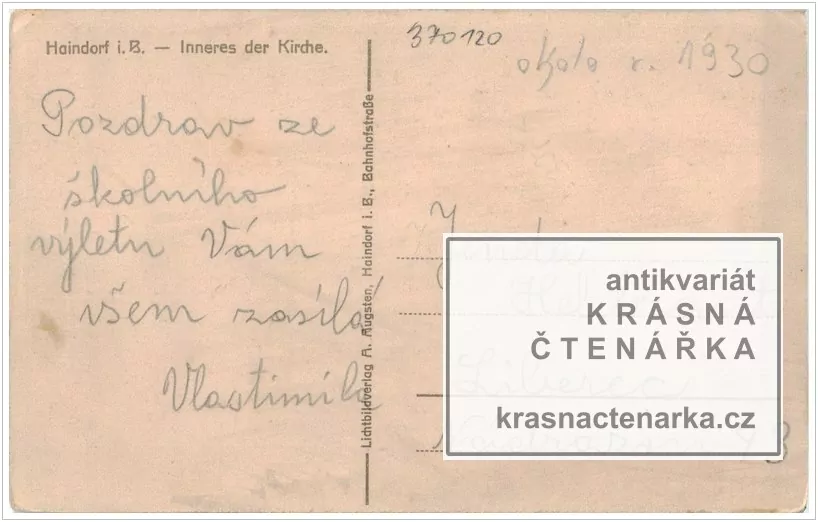 Haindorf i. B. — Inneres der Kirche.
370120
okolo r. 1930
Pozdrav ze
školního
výletu Vám
všem zasílá
Vlastimila
Lichtbildverlag A. Augsten, Haindorf i. B., Bahnhofstraße
antikvariát
KRÁSNÁ
ČTENÁŘKA
krasnactenarka.cz
Liberec